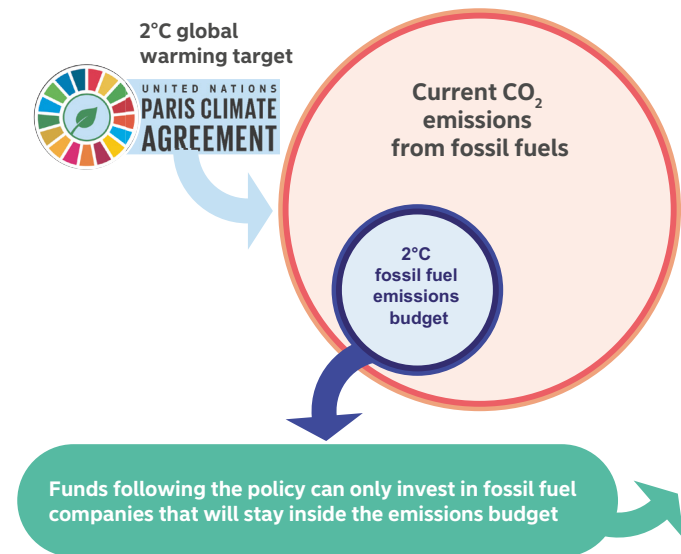 2°C global
warming target
UNITED NATIONS
PARIS CLIMATE
AGREEMENT
Current CO₂
emissions
from fossil fuels
2°C
fossil fuel
emissions
budget
Funds following the policy can only invest in fossil fuel
companies that will stay inside the emissions budget